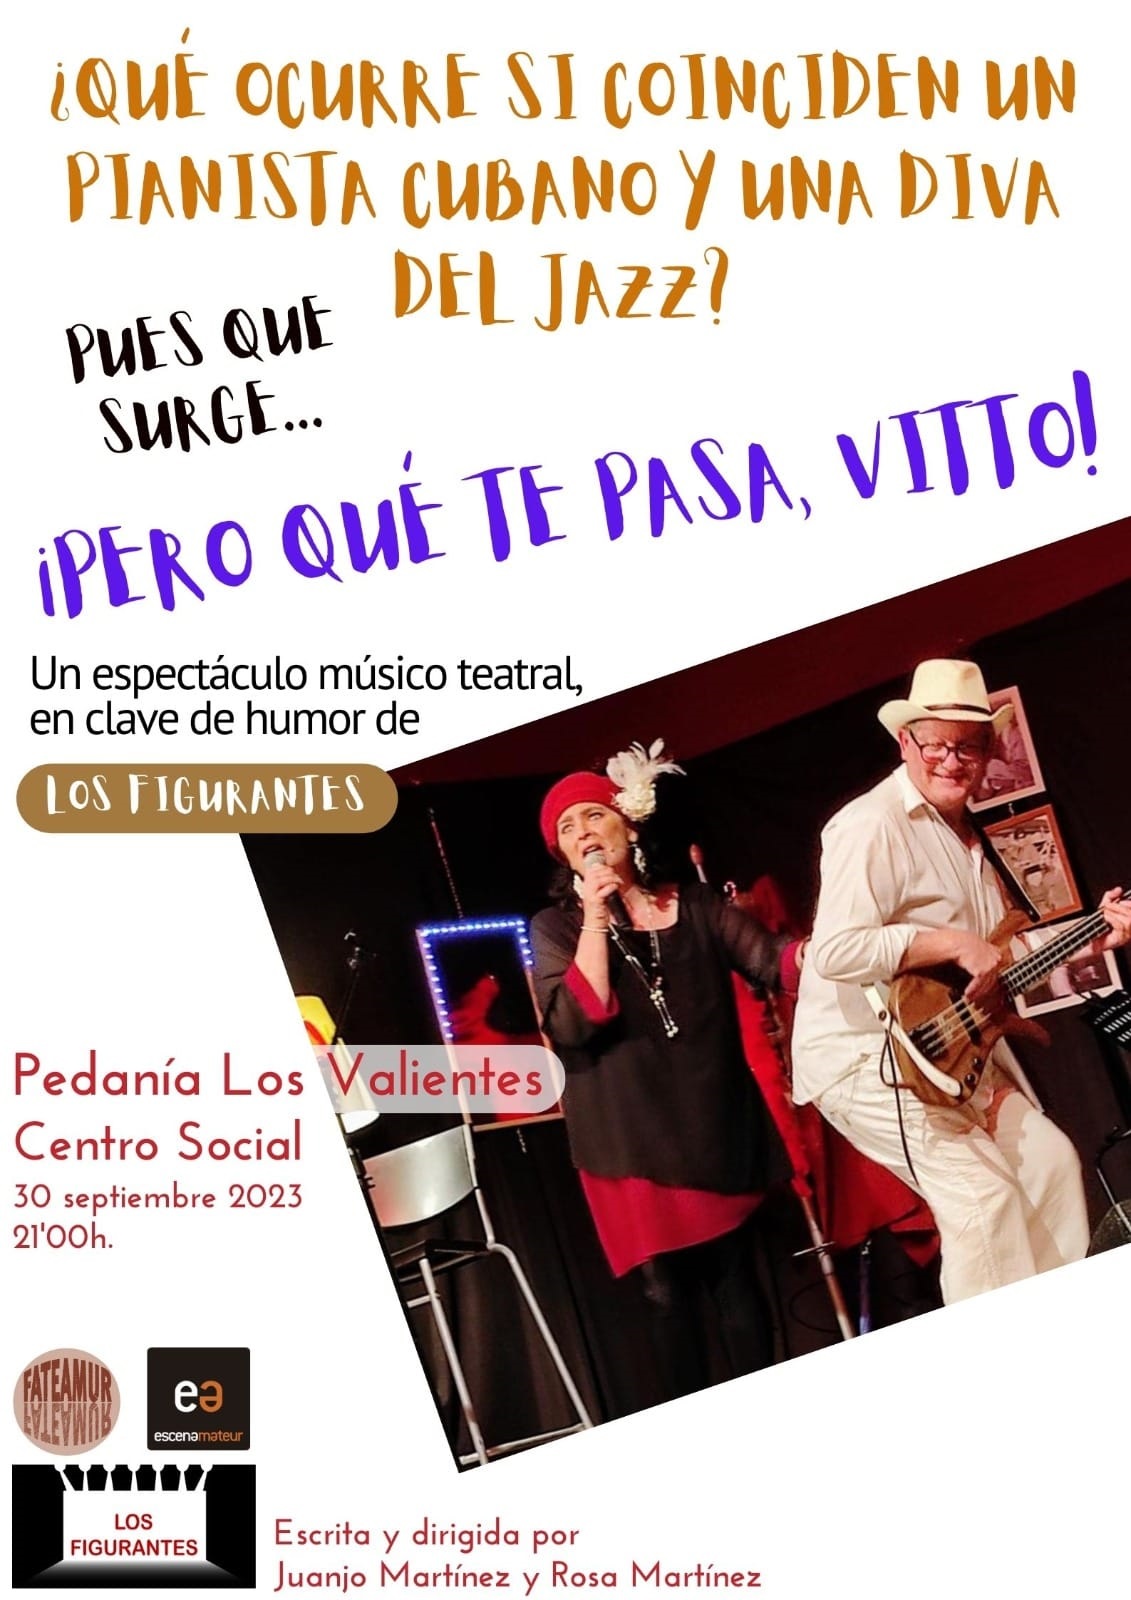 ¿QUÉ OCURRE SI COINCIDEN UN
PIANISTA CUBANO Y UNA DIVA
DEL JAZZ?
PUES QUE
SURGE...
¡PERO QUÉ TE PASA, VITTO!
Un espectáculo músico teatral,
en clave de humor de
LOS FIGURANTES
Pedanía Los Valientes
Centro Social
30 septiembre 2023
21'00h.
FATEAMUR
FATEAMUR
ea
escenamateur
LOS
FIGURANTES
Escrita y dirigida por
Juanjo Martínez y Rosa Martínez